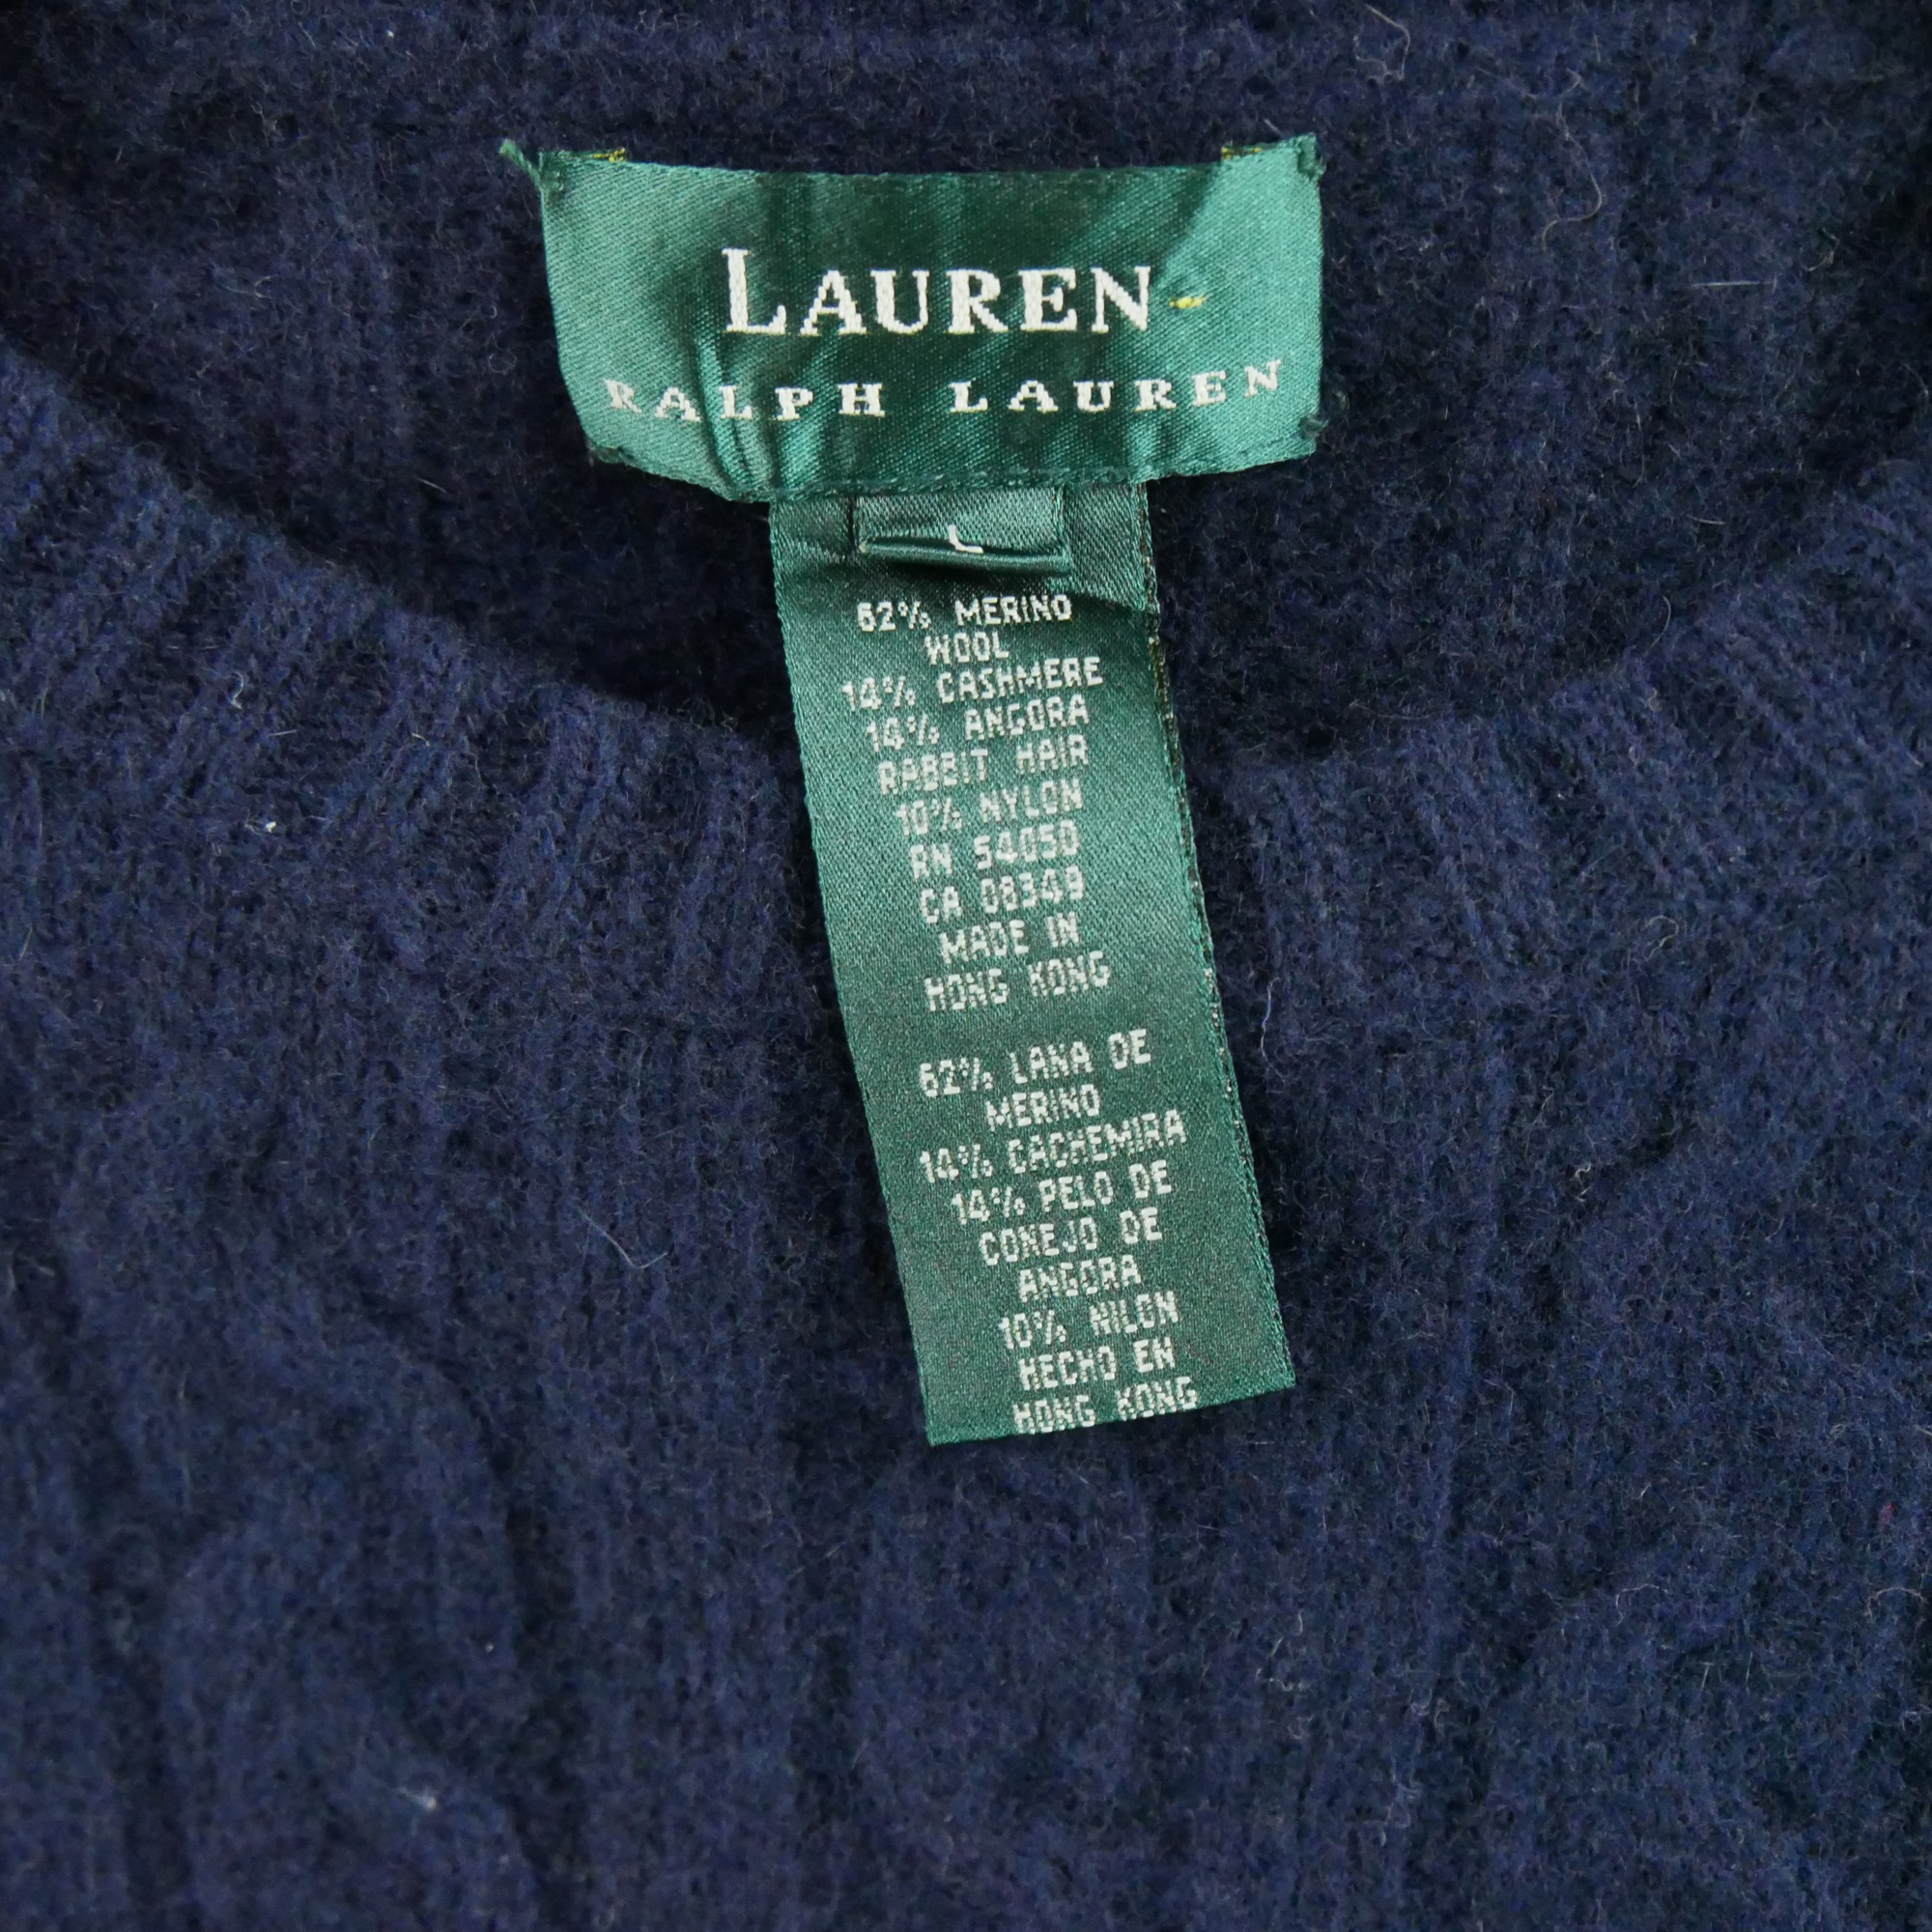 LAUREN
RALPH LAUREN
L
62% MERINO
WOOL
14% CASHMERE
14% ANGORA
RABBIT HAIR
10% NYLON
RN 54050
CA 08349
MADE IN
HONG KONG
62% LANA DE
MERINO
14% CACHEMIRA
14% PELO DE
CONEJO DE
ANGORA
10% NILON
HECHO EN
HONG KONG